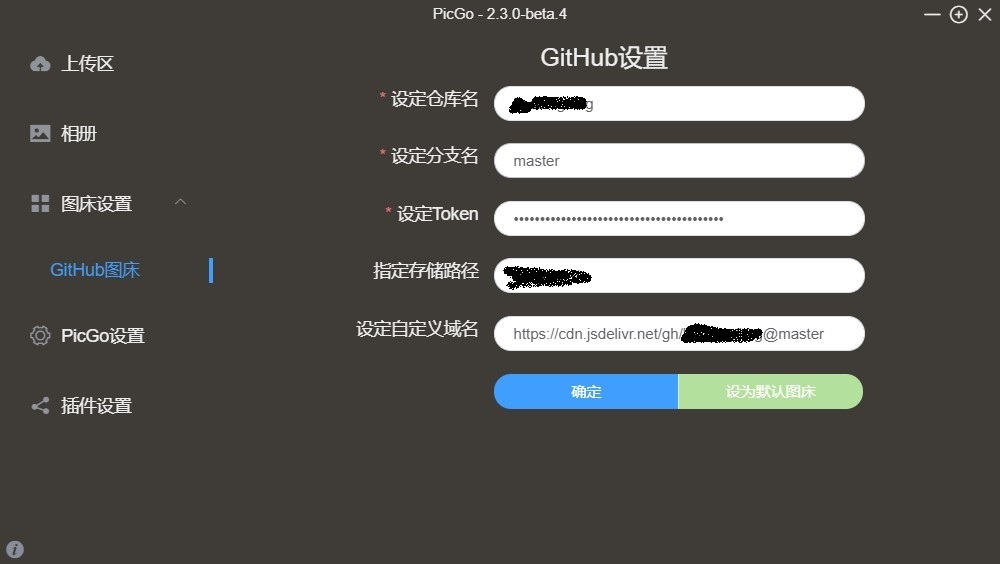 PicGo - 2.3.0-beta.4
上传区
相册
图床设置
GitHub图床
PicGo设置
插件设置
GitHub设置
* 设定仓库名
* 设定分支名 master
* 设定Token ••••••••••••••••••••••••••••••••••••••••
指定存储路径
设定自定义域名 https://cdn.jsdelivr.net/gh/ @master
确定 设为默认图床